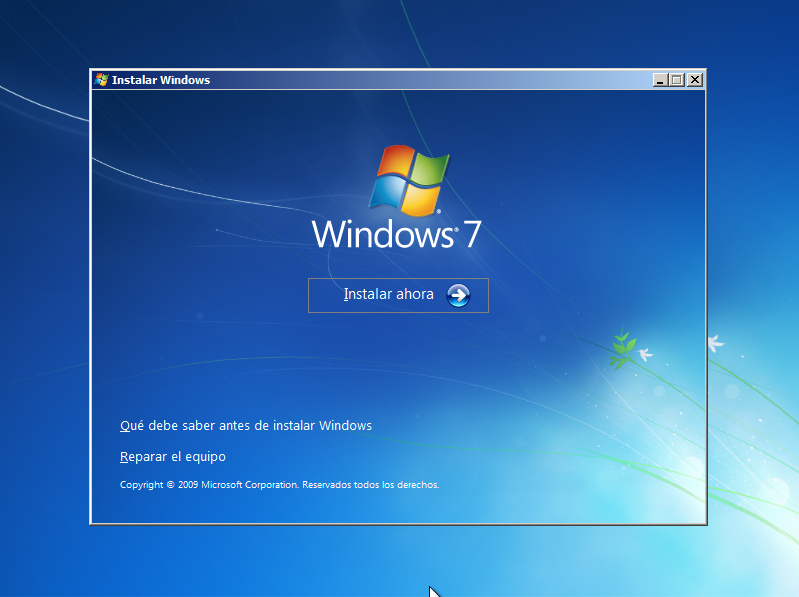 Instalar Windows
Windows® 7
Instalar ahora
Qué debe saber antes de instalar Windows
Reparar el equipo
Copyright © 2009 Microsoft Corporation. Reservados todos los derechos.